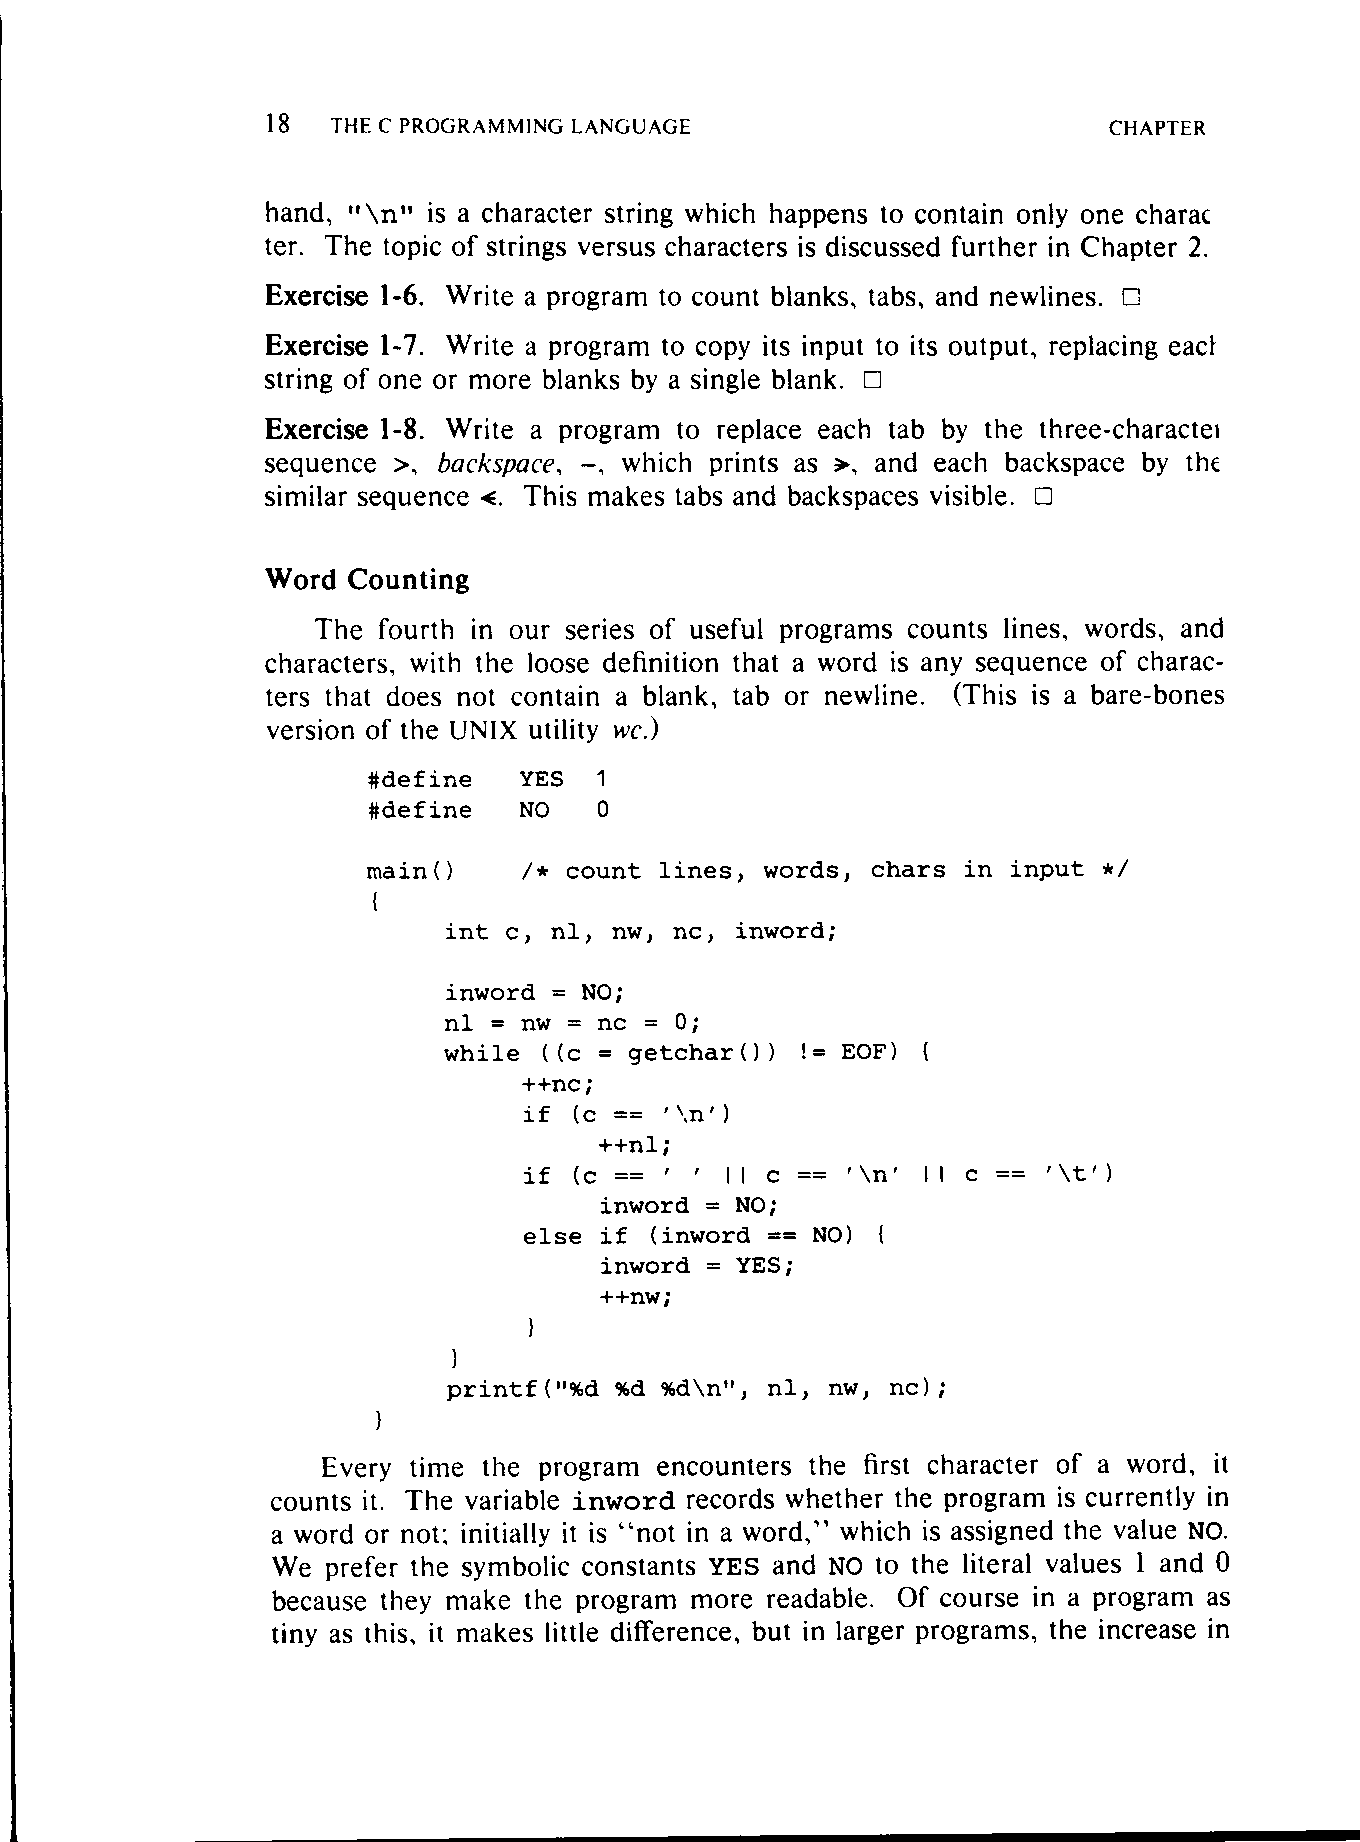 18 THE C PROGRAMMING LANGUAGE CHAPTER
hand, "\n" is a character string which happens to contain only one charac
ter. The topic of strings versus characters is discussed further in Chapter 2.
Exercise 1-6. Write a program to count blanks, tabs, and newlines. □
Exercise 1-7. Write a program to copy its input to its output, replacing each
string of one or more blanks by a single blank. □
Exercise 1-8. Write a program to replace each tab by the three-character
sequence >, backspace, -, which prints as >, and each backspace by the
similar sequence <. This makes tabs and backspaces visible. □
Word Counting
The fourth in our series of useful programs counts lines, words, and
characters, with the loose definition that a word is any sequence of charac-
ters that does not contain a blank, tab or newline. (This is a bare-bones
version of the UNIX utility wc.)
#define YES 1
#define NO 0
main() /* count lines, words, chars in input */
{
int c, nl, nw, nc, inword;
inword = NO;
nl = nw = nc = 0;
while ((c = getchar()) != EOF) {
++nc;
if (c == '\n')
++nl;
if (c == ' ' || c == '\n' || c == '\t')
inword = NO;
else if (inword == NO) {
inword = YES;
++nw;
}
}
printf("%d %d %d\n", nl, nw, nc);
}
Every time the program encounters the first character of a word, it
counts it. The variable inword records whether the program is currently in
a word or not; initially it is “not in a word,” which is assigned the value NO.
We prefer the symbolic constants YES and NO to the literal values 1 and 0
because they make the program more readable. Of course in a program as
tiny as this, it makes little difference, but in larger programs, the increase in